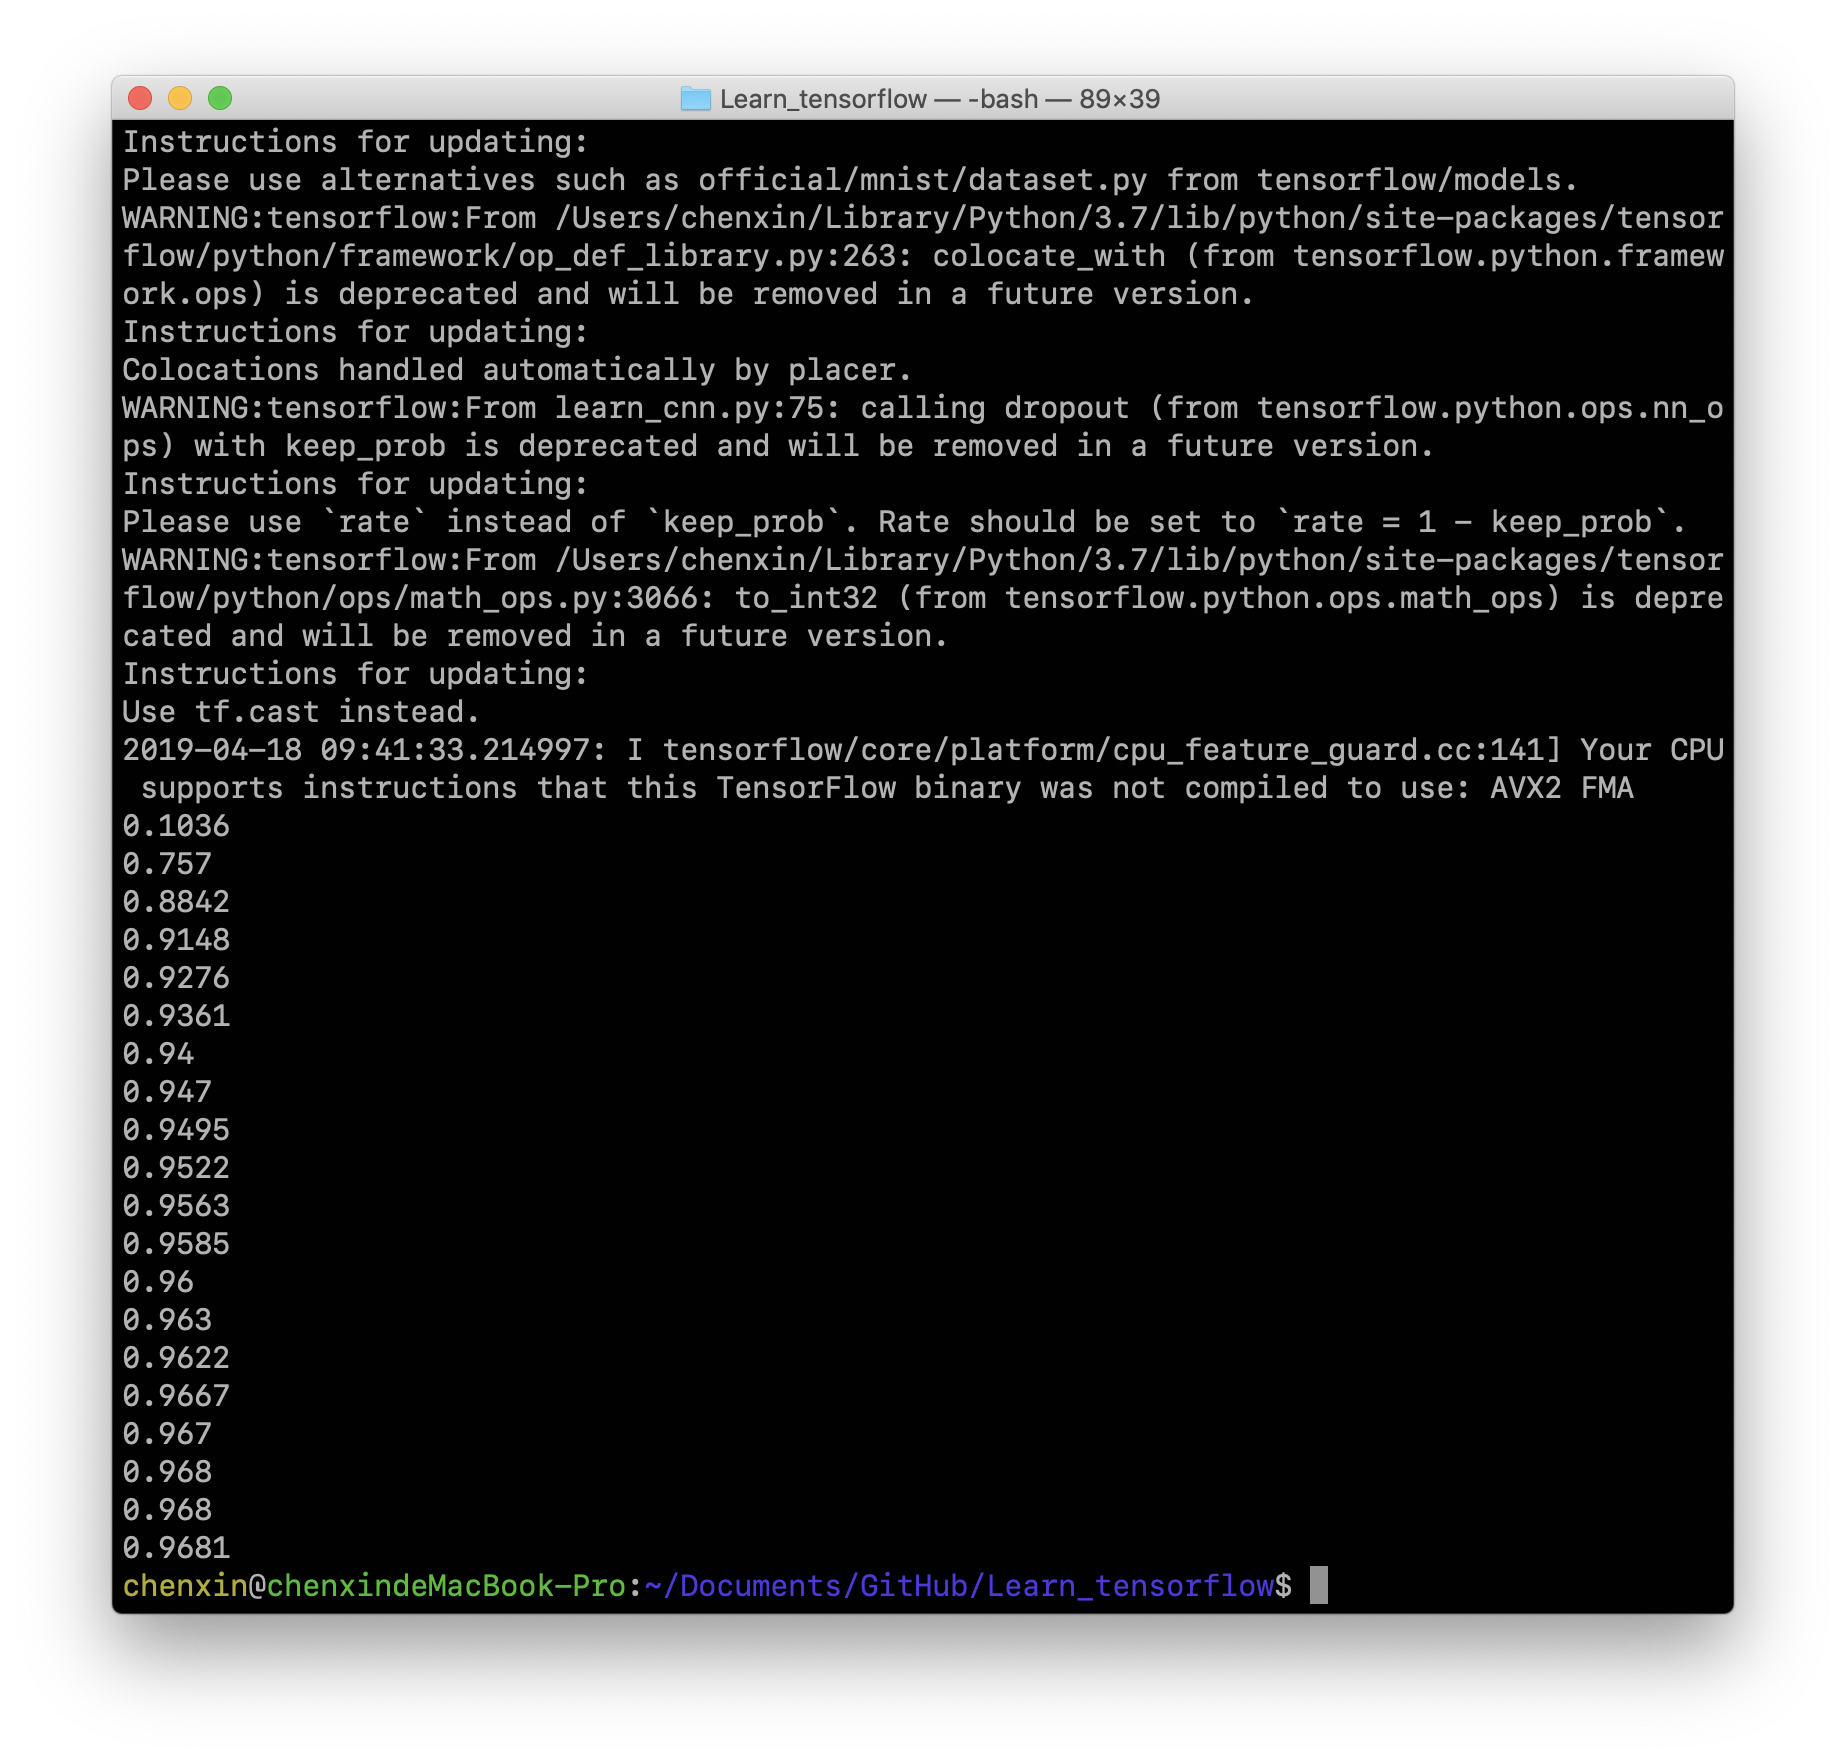 Learn_tensorflow — -bash — 89×39
Instructions for updating:
Please use alternatives such as official/mnist/dataset.py from tensorflow/models.
WARNING:tensorflow:From /Users/chenxin/Library/Python/3.7/lib/python/site-packages/tensor
flow/python/framework/op_def_library.py:263: colocate_with (from tensorflow.python.framew
ork.ops) is deprecated and will be removed in a future version.
Instructions for updating:
Colocations handled automatically by placer.
WARNING:tensorflow:From learn_cnn.py:75: calling dropout (from tensorflow.python.ops.nn_o
ps) with keep_prob is deprecated and will be removed in a future version.
Instructions for updating:
Please use `rate` instead of `keep_prob`. Rate should be set to `rate = 1 - keep_prob`.
WARNING:tensorflow:From /Users/chenxin/Library/Python/3.7/lib/python/site-packages/tensor
flow/python/ops/math_ops.py:3066: to_int32 (from tensorflow.python.ops.math_ops) is depre
cated and will be removed in a future version.
Instructions for updating:
Use tf.cast instead.
2019-04-18 09:41:33.214997: I tensorflow/core/platform/cpu_feature_guard.cc:141] Your CPU
 supports instructions that this TensorFlow binary was not compiled to use: AVX2 FMA
0.1036
0.757
0.8842
0.9148
0.9276
0.9361
0.94
0.947
0.9495
0.9522
0.9563
0.9585
0.96
0.963
0.9622
0.9667
0.967
0.968
0.968
0.9681
chenxin@chenxindeMacBook-Pro:~/Documents/GitHub/Learn_tensorflow$